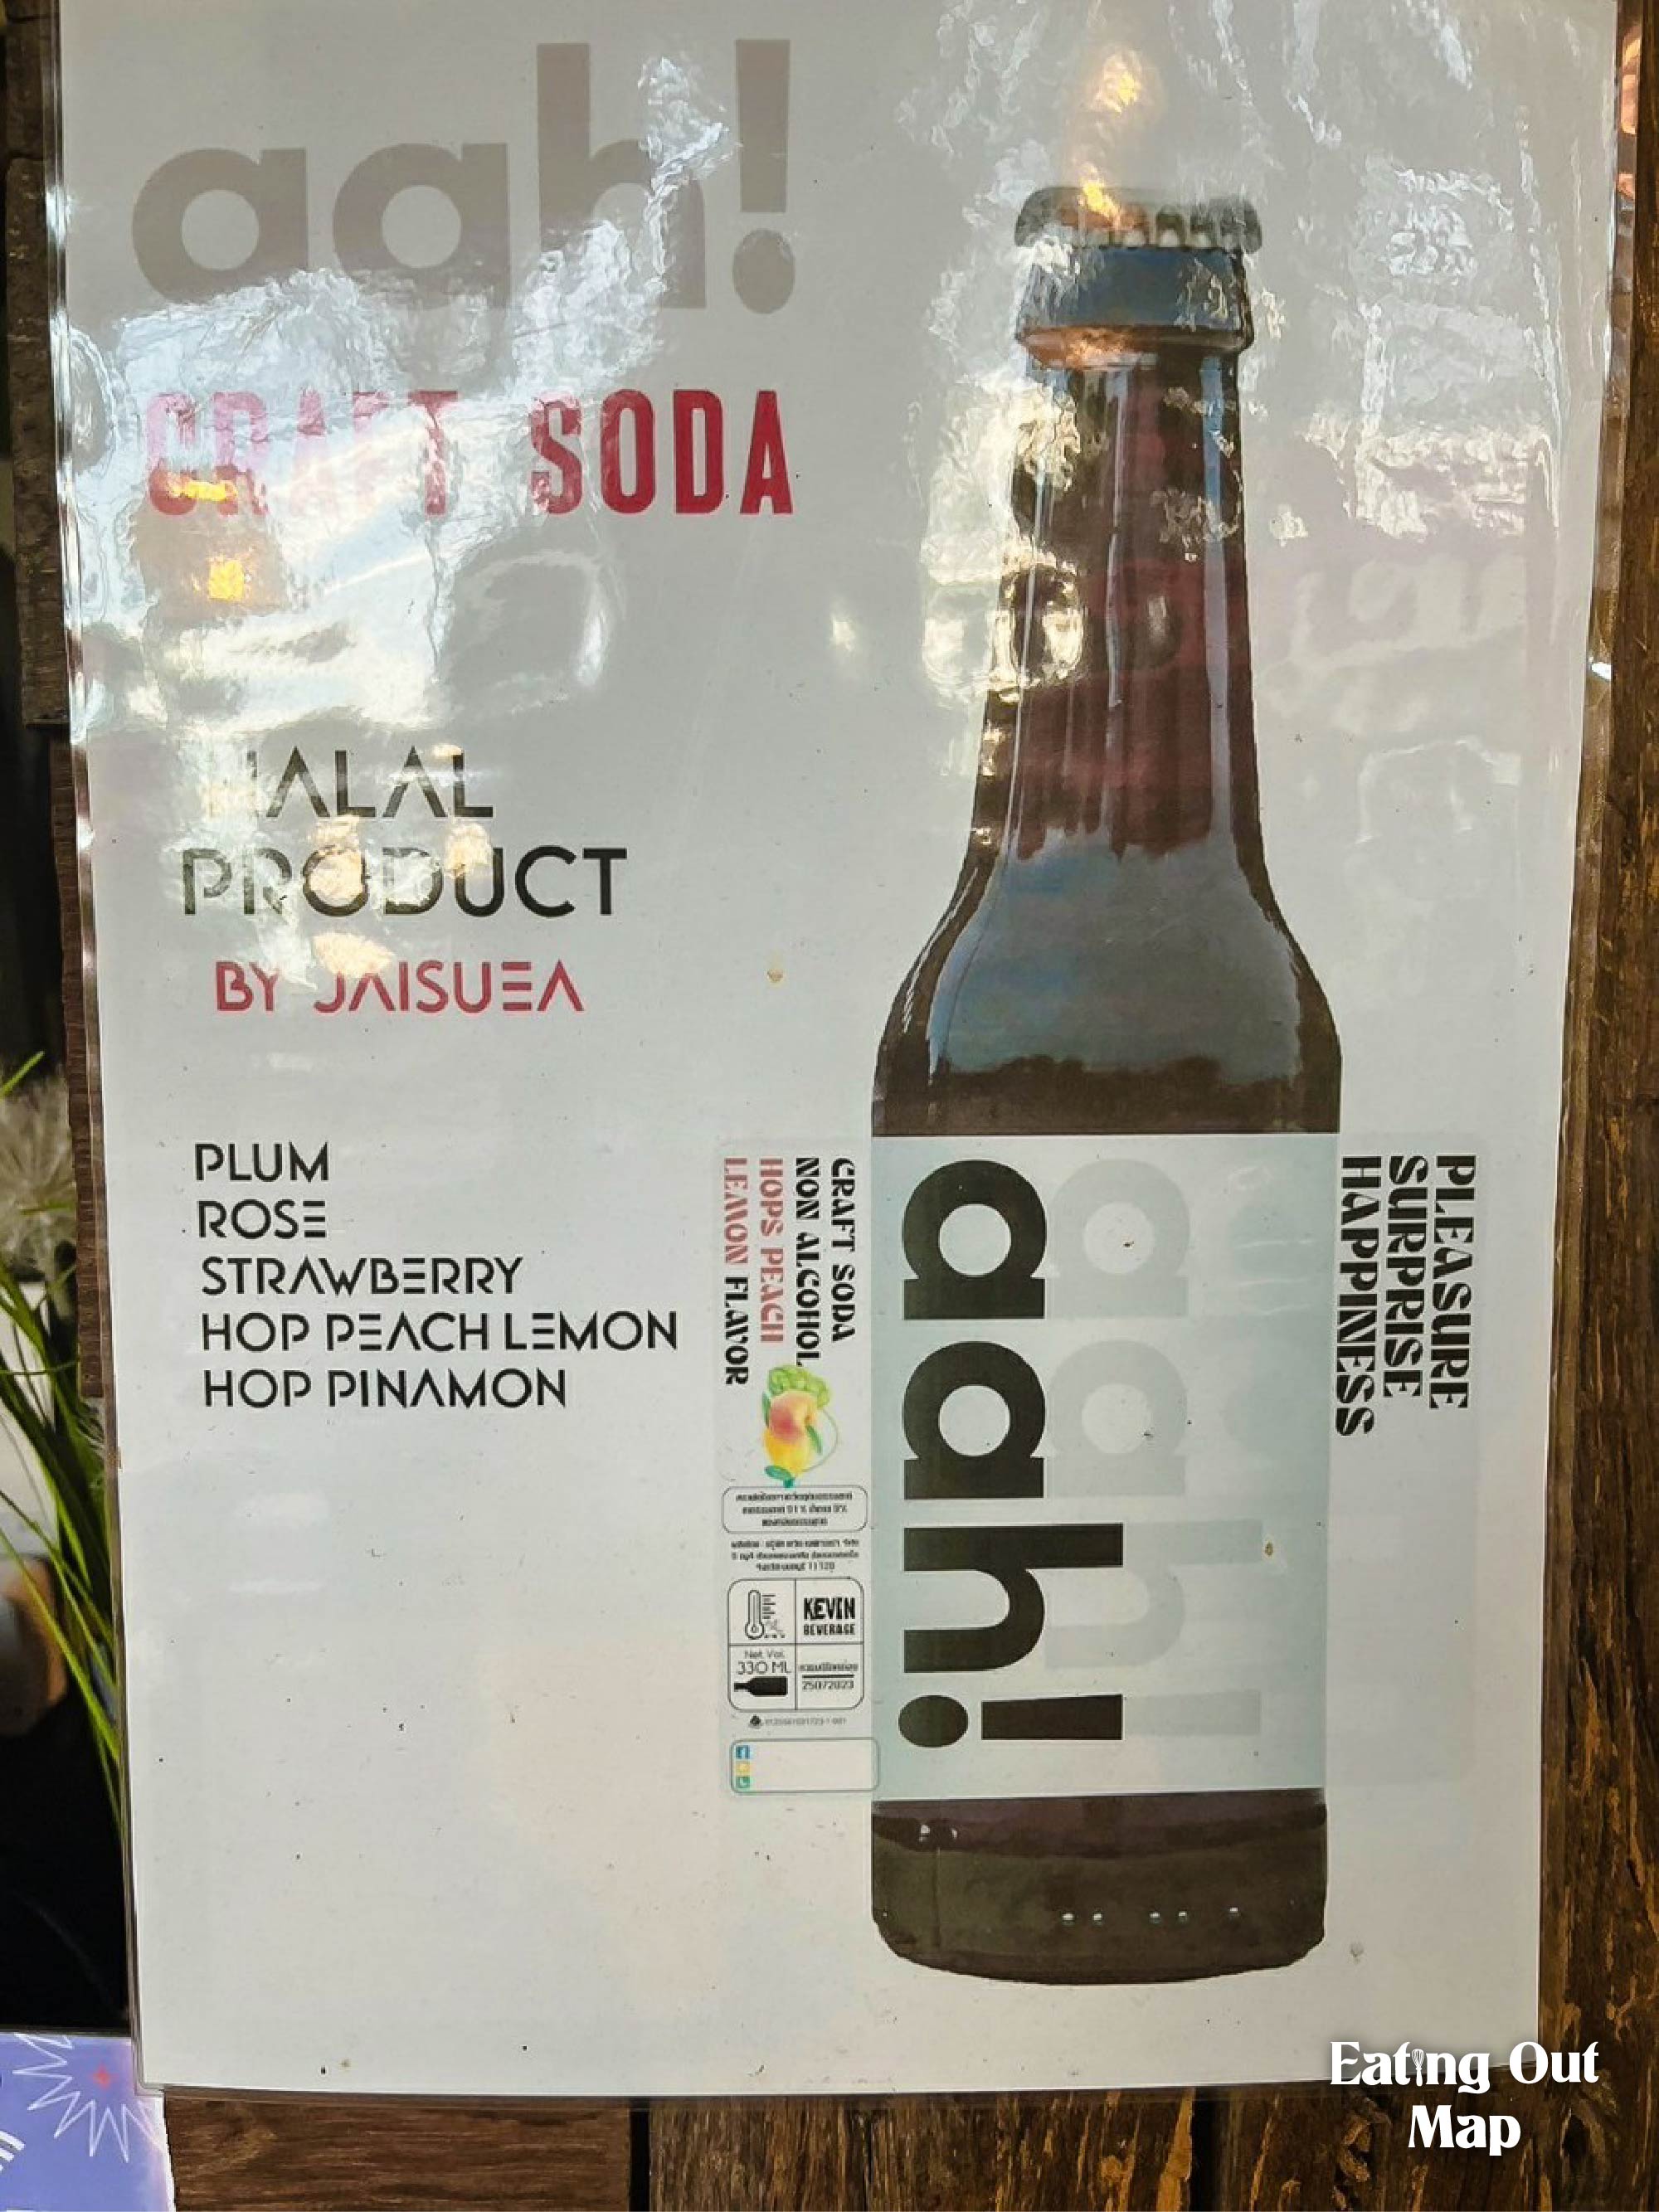 aah!
CRAFT SODA
HALAL
PRODUCT
BY JAISUEA
PLUM
ROSE
STRAWBERRY
HOP PEACH LEMON
HOP PINAMON
CRAFT SODA
NON ALCOHOL
HOPS PEACH
LEMON FLAVOR
KEVIN
BEVERAGE
Net Vol.
330 ML
25072023
aah!
aah!
PLEASURE
SURPRISE
HAPPINESS
Eating Out
Map